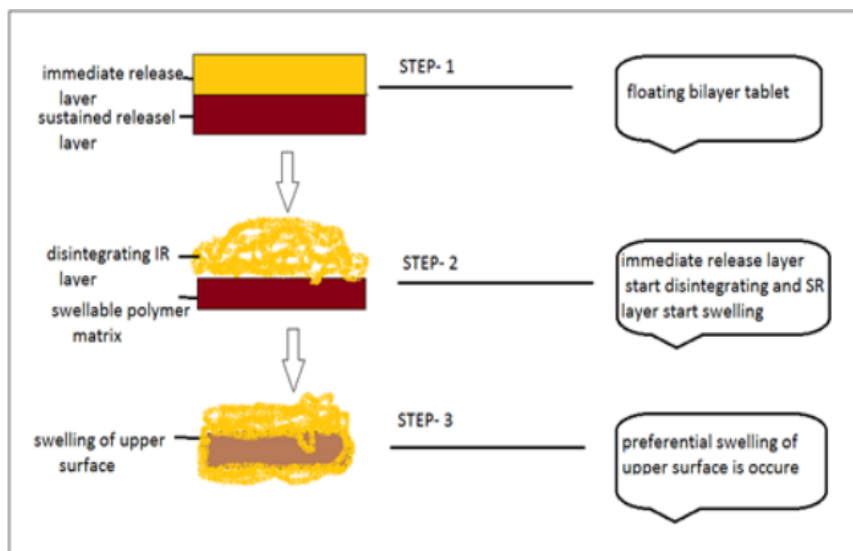 immediate release
laver
sustained releasel
layer
STEP- 1
floating bilayer tablet
disintegrating IR
layer
swellable polymer
matrix
STEP- 2
immediate release layer
start disintegrating and SR
layer start swelling
swelling of upper
surface
STEP- 3
preferential swelling of
upper surface is occure